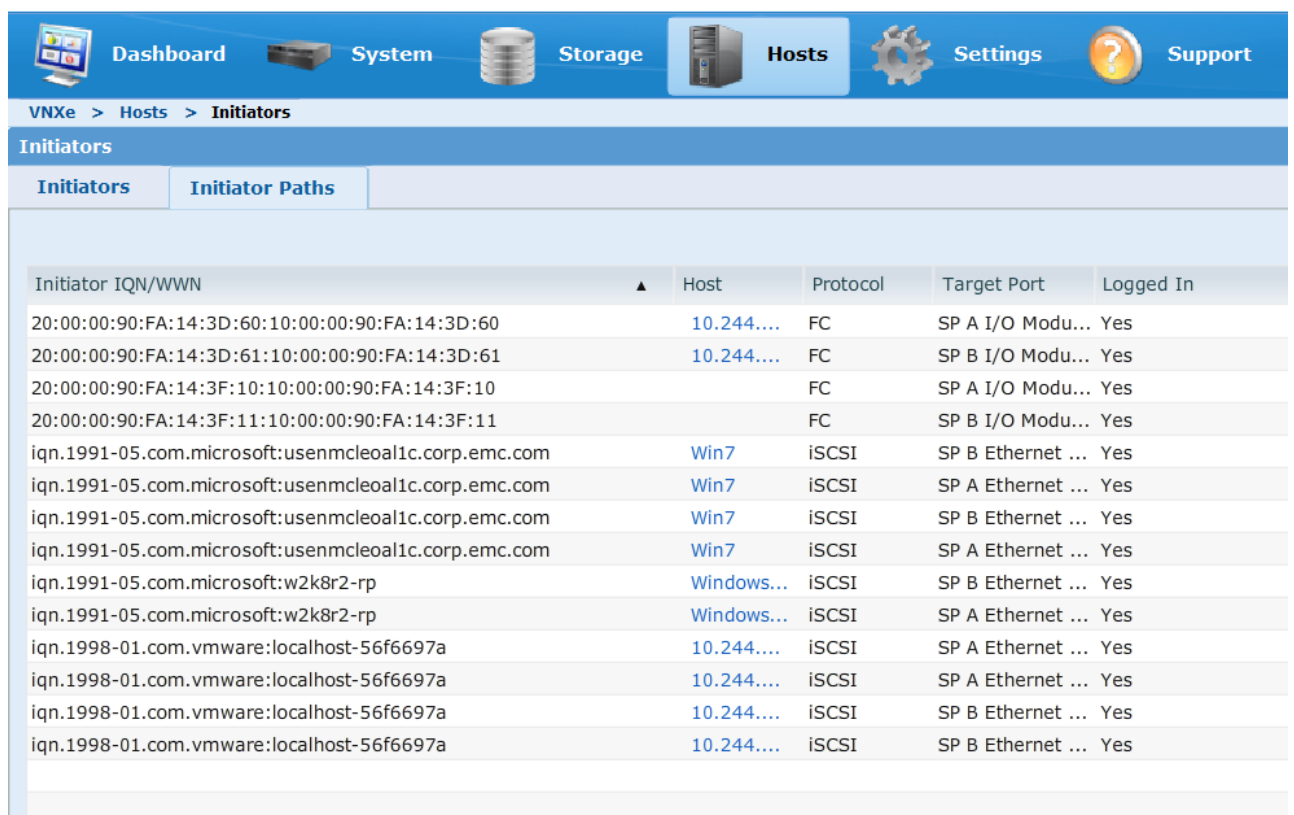 Dashboard System Storage Hosts Settings Support
VNXe > Hosts > Initiators
Initiators
Initiators Initiator Paths
Initiator IQN/WWN ▲ Host Protocol Target Port Logged In
20:00:00:90:FA:14:3D:60:10:00:00:90:FA:14:3D:60 10.244.... FC SP A I/O Modu... Yes
20:00:00:90:FA:14:3D:61:10:00:00:90:FA:14:3D:61 10.244.... FC SP B I/O Modu... Yes
20:00:00:90:FA:14:3F:10:10:00:00:90:FA:14:3F:10 FC SP A I/O Modu... Yes
20:00:00:90:FA:14:3F:11:10:00:00:90:FA:14:3F:11 FC SP B I/O Modu... Yes
iqn.1991-05.com.microsoft:usenmcleoal1c.corp.emc.com Win7 iSCSI SP B Ethernet ... Yes
iqn.1991-05.com.microsoft:usenmcleoal1c.corp.emc.com Win7 iSCSI SP A Ethernet ... Yes
iqn.1991-05.com.microsoft:usenmcleoal1c.corp.emc.com Win7 iSCSI SP B Ethernet ... Yes
iqn.1991-05.com.microsoft:usenmcleoal1c.corp.emc.com Win7 iSCSI SP A Ethernet ... Yes
iqn.1991-05.com.microsoft:w2k8r2-rp Windows... iSCSI SP B Ethernet ... Yes
iqn.1991-05.com.microsoft:w2k8r2-rp Windows... iSCSI SP A Ethernet ... Yes
iqn.1998-01.com.vmware:localhost-56f6697a 10.244.... iSCSI SP A Ethernet ... Yes
iqn.1998-01.com.vmware:localhost-56f6697a 10.244.... iSCSI SP A Ethernet ... Yes
iqn.1998-01.com.vmware:localhost-56f6697a 10.244.... iSCSI SP B Ethernet ... Yes
iqn.1998-01.com.vmware:localhost-56f6697a 10.244.... iSCSI SP B Ethernet ... Yes